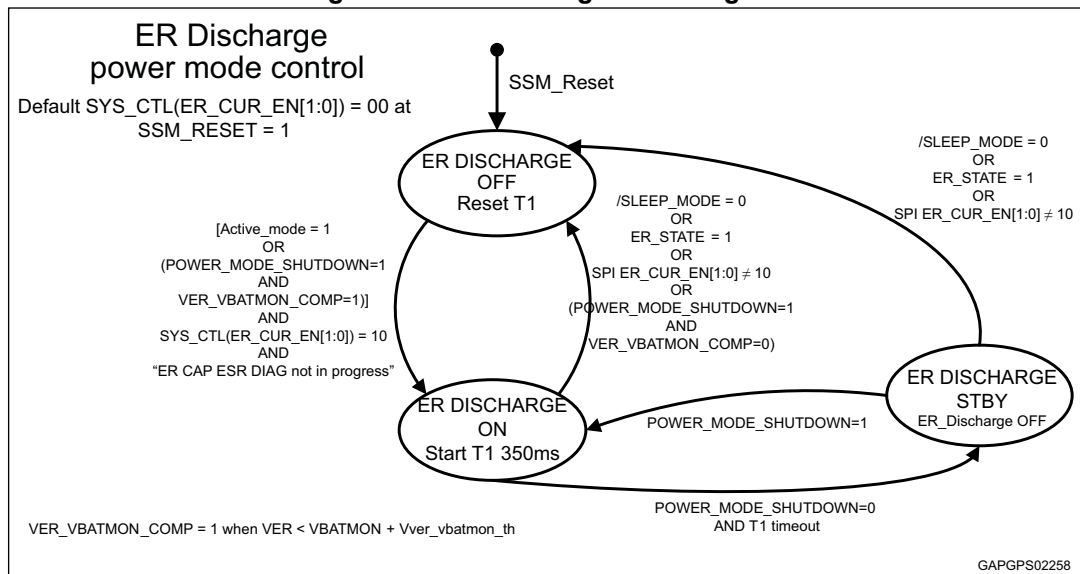 ER Discharge
power mode control
Default SYS_CTL(ER_CUR_EN[1:0]) = 00 at
SSM_RESET = 1
SSM_Reset
ER DISCHARGE
OFF
Reset T1
/SLEEP_MODE = 0
OR
ER_STATE = 1
OR
SPI ER_CUR_EN[1:0] ≠ 10
[Active_mode = 1
OR
(POWER_MODE_SHUTDOWN=1
AND
VER_VBATMON_COMP=1)]
AND
SYS_CTL(ER_CUR_EN[1:0]) = 10
AND
“ER CAP ESR DIAG not in progress”
/SLEEP_MODE = 0
OR
ER_STATE = 1
OR
SPI ER_CUR_EN[1:0] ≠ 10
OR
(POWER_MODE_SHUTDOWN=1
AND
VER_VBATMON_COMP=0)
ER DISCHARGE
STBY
ER_Discharge OFF
ER DISCHARGE
ON
Start T1 350ms
POWER_MODE_SHUTDOWN=1
POWER_MODE_SHUTDOWN=0
AND T1 timeout
VER_VBATMON_COMP = 1 when VER < VBATMON + Vver_vbatmon_th
GAPGPS02258